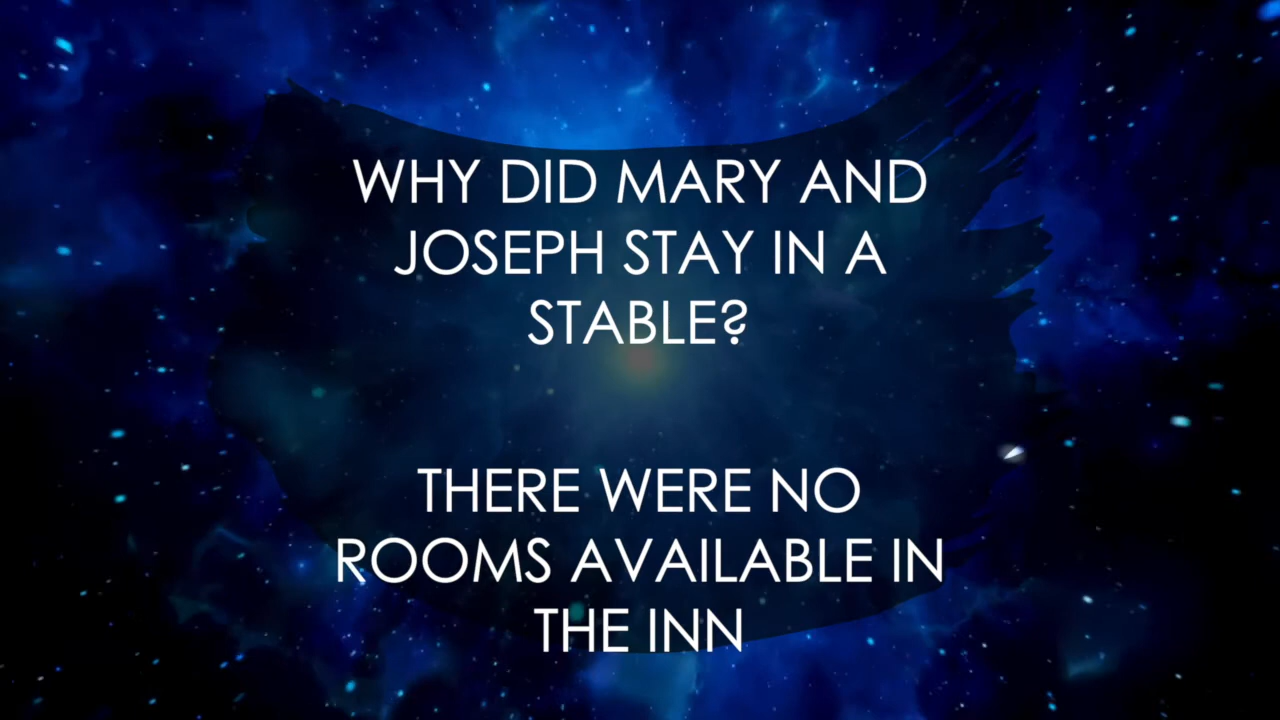 WHY DID MARY AND
JOSEPH STAY IN A
STABLE?
THERE WERE NO
ROOMS AVAILABLE IN
THE INN